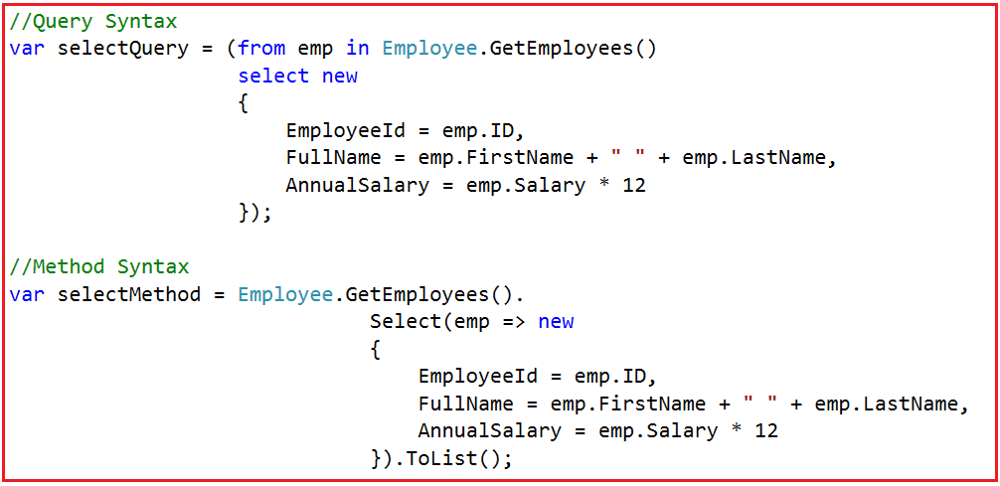 //Query Syntax
var selectQuery = (from emp in Employee.GetEmployees()
select new
{
EmployeeId = emp.ID,
FullName = emp.FirstName + " " + emp.LastName,
AnnualSalary = emp.Salary * 12
});
//Method Syntax
var selectMethod = Employee.GetEmployees().
Select(emp => new
{
EmployeeId = emp.ID,
FullName = emp.FirstName + " " + emp.LastName,
AnnualSalary = emp.Salary * 12
}).ToList();